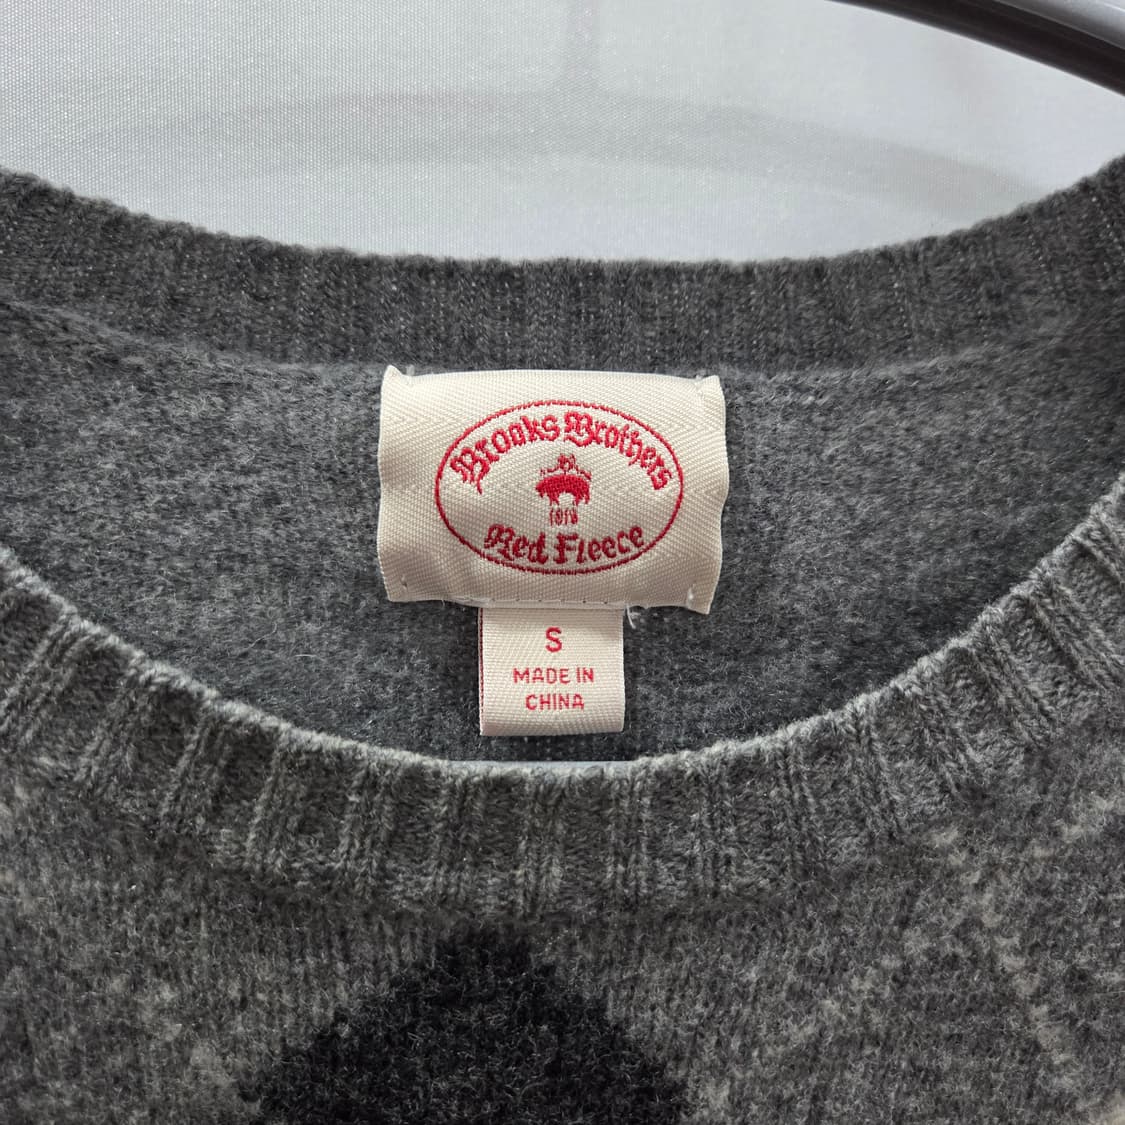 Brooks Brothers
1818
Red Fleece
S
MADE IN
CHINA